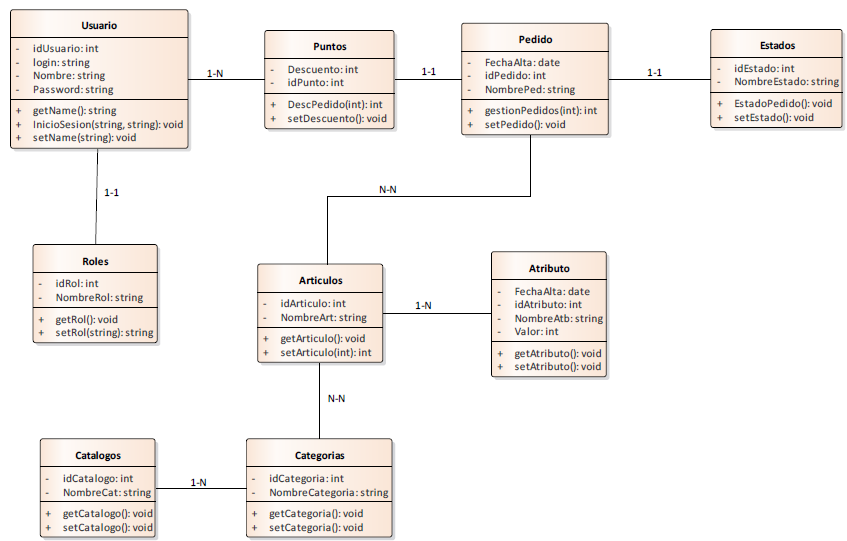 Usuario
- idUsuario: int
- login: string
- Nombre: string
- Password: string
+ getName(): string
+ InicioSesion(string, string): void
+ setName(string): void
1-N
Puntos
- Descuento: int
- idPunto: int
+ DescPedido(int): int
+ setDescuento(): void
1-1
Pedido
- FechaAlta: date
- idPedido: int
- NombrePed: string
+ gestionPedidos(int): int
+ setPedido(): void
1-1
Estados
- idEstado: int
- NombreEstado: string
+ EstadoPedido(): void
+ setEstado(): void
1-1
N-N
Roles
- idRol: int
- NombreRol: string
+ getRol(): void
+ setRol(string): string
Articulos
- idArticulo: int
- NombreArt: string
+ getArticulo(): void
+ setArticulo(int): int
1-N
Atributo
- FechaAlta: date
- idAtributo: int
- NombreAtb: string
- Valor: int
+ getAtributo(): void
+ setAtributo(): void
N-N
Catalogos
- idCatalogo: int
- NombreCat: string
+ getCatalogo(): void
+ setCatalogo(): void
1-N
Categorias
- idCategoria: int
- NombreCategoria: string
+ getCategoria(): void
+ setCategoria(): void